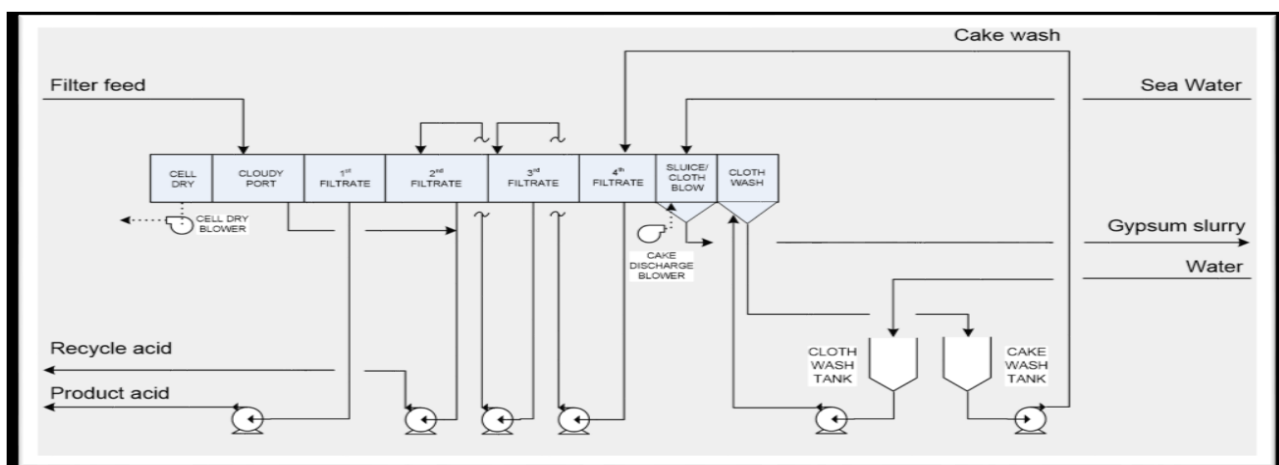 Cake wash
Filter feed
Sea Water
CELL
DRY
CLOUDY
PORT
1st
FILTRATE
2nd
FILTRATE
3rd
FILTRATE
4th
FILTRATE
SLUICE/
CLOTH
BLOW
CLOTH
WASH
CELL DRY
BLOWER
CAKE
DISCHARGE
BLOWER
Gypsum slurry
Water
Recycle acid
Product acid
CLOTH
WASH
TANK
CAKE
WASH
TANK